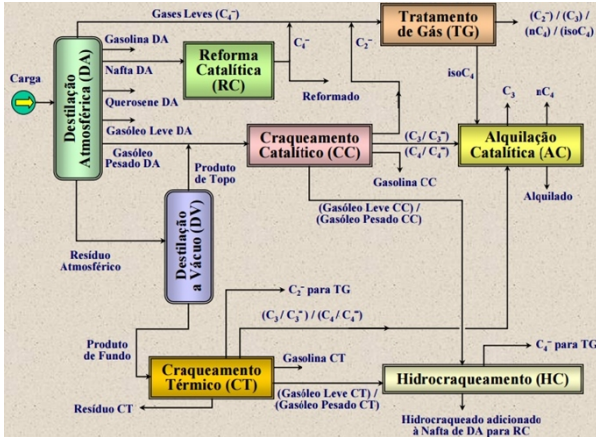 Gases Leves (C₄⁻)
Tratamento
de Gás (TG)
(C₂⁻) / (C₃) /
(nC₄) / (isoC₄)
Gasolina DA
Carga
Destilação
Atmosférica (DA)
Nafta DA
Reforma
Catalítica
(RC)
C₄⁻
C₂⁻
isoC₄
Reformado
Querosene DA
C₃
nC₄
Gasóleo Leve DA
Gasóleo
Pesado DA
Craqueamento
Catalítico (CC)
(C₃/C₃⁼)
(C₄/C₄⁼)
Alquilação
Catalítica (AC)
Produto
de Topo
Gasolina CC
Alquilado
(Gasóleo Leve CC) /
(Gasóleo Pesado CC)
Destilação
a Vácuo (DV)
Resíduo
Atmosférico
C₂⁻ para TG
(C₃ / C₃⁼) / (C₄ / C₄⁼)
Produto
de Fundo
C₄⁻ para TG
Craqueamento
Térmico (CT)
Gasolina CT
(Gasóleo Leve CT) /
(Gasóleo Pesado CT)
Hidrocraqueamento (HC)
Resíduo CT
Hidrocraqueado adicionado
à Nafta de DA para RC